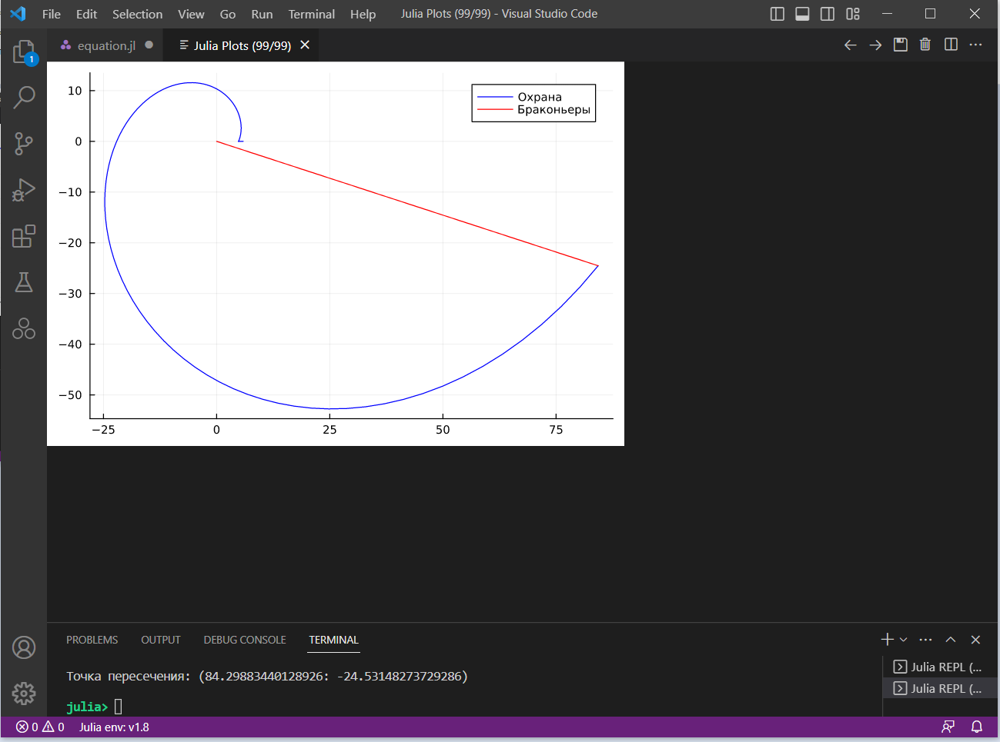 File Edit Selection View Go Run Terminal Help Julia Plots (99/99) - Visual Studio Code
equation.jl Julia Plots (99/99)
1
10
0
−10
−20
−30
−40
−50
−25 0 25 50 75
Охрана
Браконьеры
PROBLEMS OUTPUT DEBUG CONSOLE TERMINAL
Точка пересечения: (84.29883440128926: -24.53148273729286)
julia>
Julia REPL (...
Julia REPL (...
0 0 Julia env: v1.8